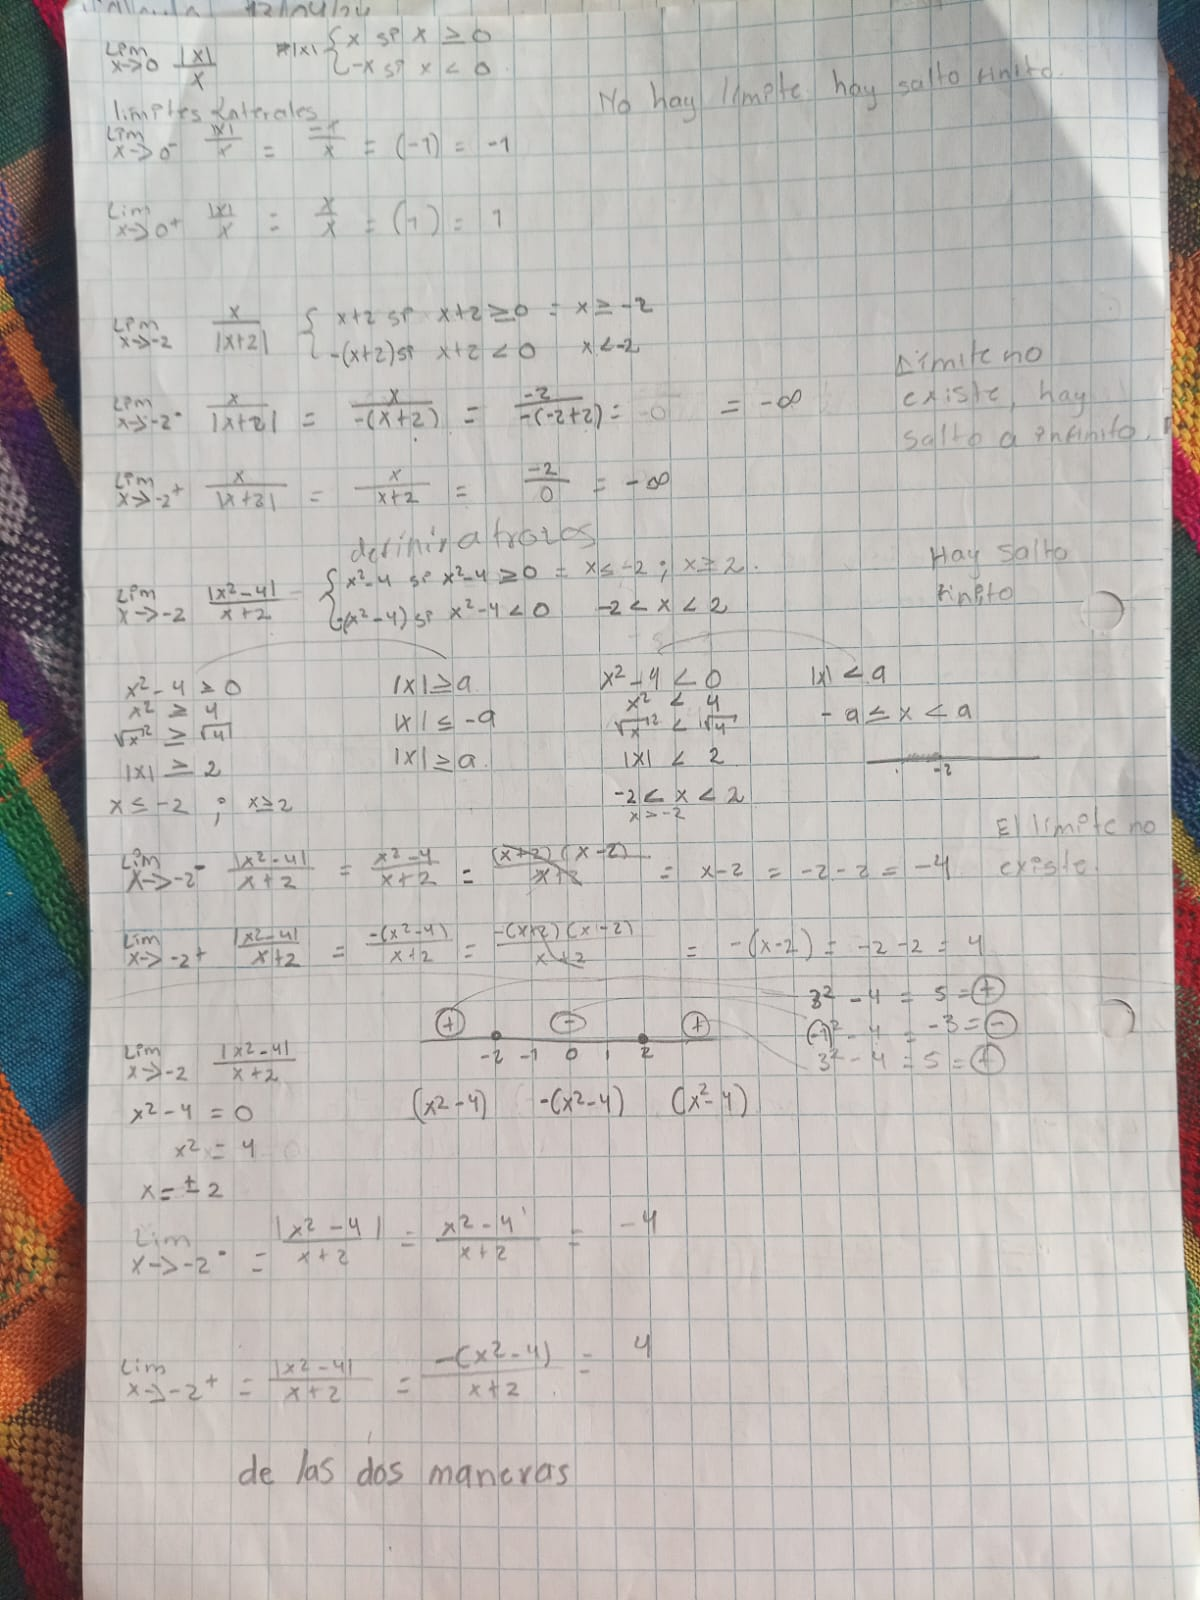 12/04/24
Lim x→0 |x|/x *|x| { x si x ≥ 0
-x si x < 0
No hay límite hay salto finito.
límites laterales
Lim x→0⁻ |x|/x = -x/x = (-1) = -1
Lim x→0⁺ |x|/x = x/x = (1) = 1
Lim x→-2 x/|x+2| { x+2 si x+2 ≥ 0 = x ≥ -2
-(x+2) si x+2 < 0 x < -2
Límite no existe, hay salto a infinito.
Lim x→-2⁻ x/|x+2| = x/-(x+2) = -2/-(-2+2) = -0 = -∞
Lim x→-2⁺ x/|x+2| = x/x+2 = -2/0 = -∞
definir a trozos
Lim x→-2 |x²-4|/x+2 = { x²-4 si x²-4 ≥ 0 = x ≤ -2 ; x ≥ 2.
-(x²-4) si x²-4 < 0 -2 < x < 2
Hay Salto finito
x²-4 ≥ 0 |x| ≥ a x²-4 < 0 |x| < a
x² ≥ 4 |x| ≤ -a x² < 4 -a ≤ x < a
√x² ≥ √4 |x| ≥ a √x² < √4
|x| ≥ 2 |x| < 2 -2
x ≤ -2 ; x ≥ 2 -2 < x < 2
x > -2
El límite no existe.
Lim x→-2⁻ |x²-4|/x+2 = x²-4/x+2 = (x+2)(x-2)/x+2 = x-2 = -2-2 = -4
Lim x→-2⁺ |x²-4|/x+2 = -(x²-4)/x+2 = -(x+2)(x-2)/x+2 = -(x-2) = -2-2 = 4
3²-4 = 5 = +
(-1)²-4 = -3 = -
3²-4 = 5 = +
+ - +
-2 -1 0 1 2
Lim x→-2 |x²-4|/x+2
(x²-4) -(x²-4) (x²-4)
x²-4 = 0
x² = 4
x = ±2
Lim x→-2⁻ = |x²-4|/x+2 = x²-4/x+2 = -4
Lim x→-2⁺ = |x²-4|/x+2 = -(x²-4)/x+2 = 4
de las dos maneras